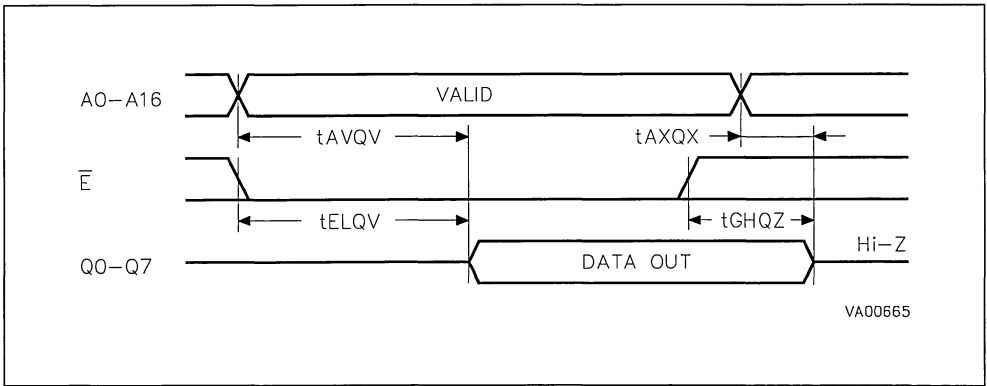 A0-A16
VALID
tAVQV
tAXQX
E̅
tELQV
tGHQZ
Q0-Q7
DATA OUT
Hi-Z
VA00665